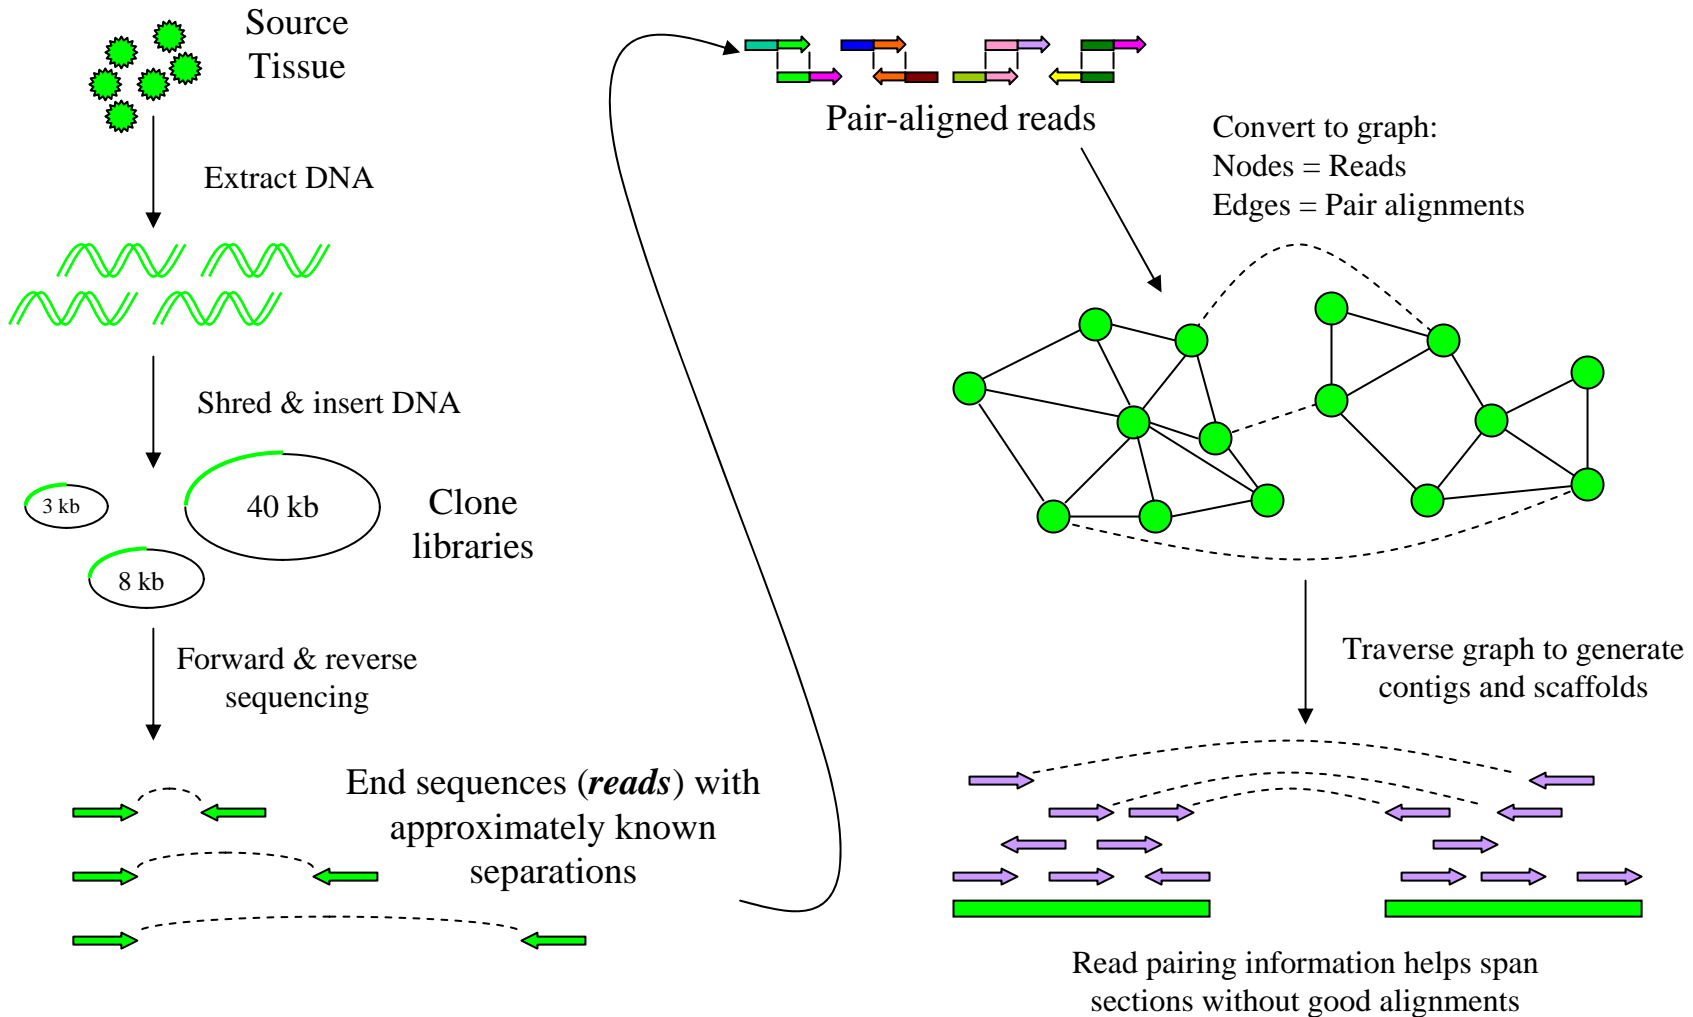 Source
Tissue
Extract DNA
Shred & insert DNA
3 kb
40 kb
8 kb
Clone
libraries
Forward & reverse
sequencing
End sequences (reads) with
approximately known
separations
Pair-aligned reads
Convert to graph:
Nodes = Reads
Edges = Pair alignments
Traverse graph to generate
contigs and scaffolds
Read pairing information helps span
sections without good alignments